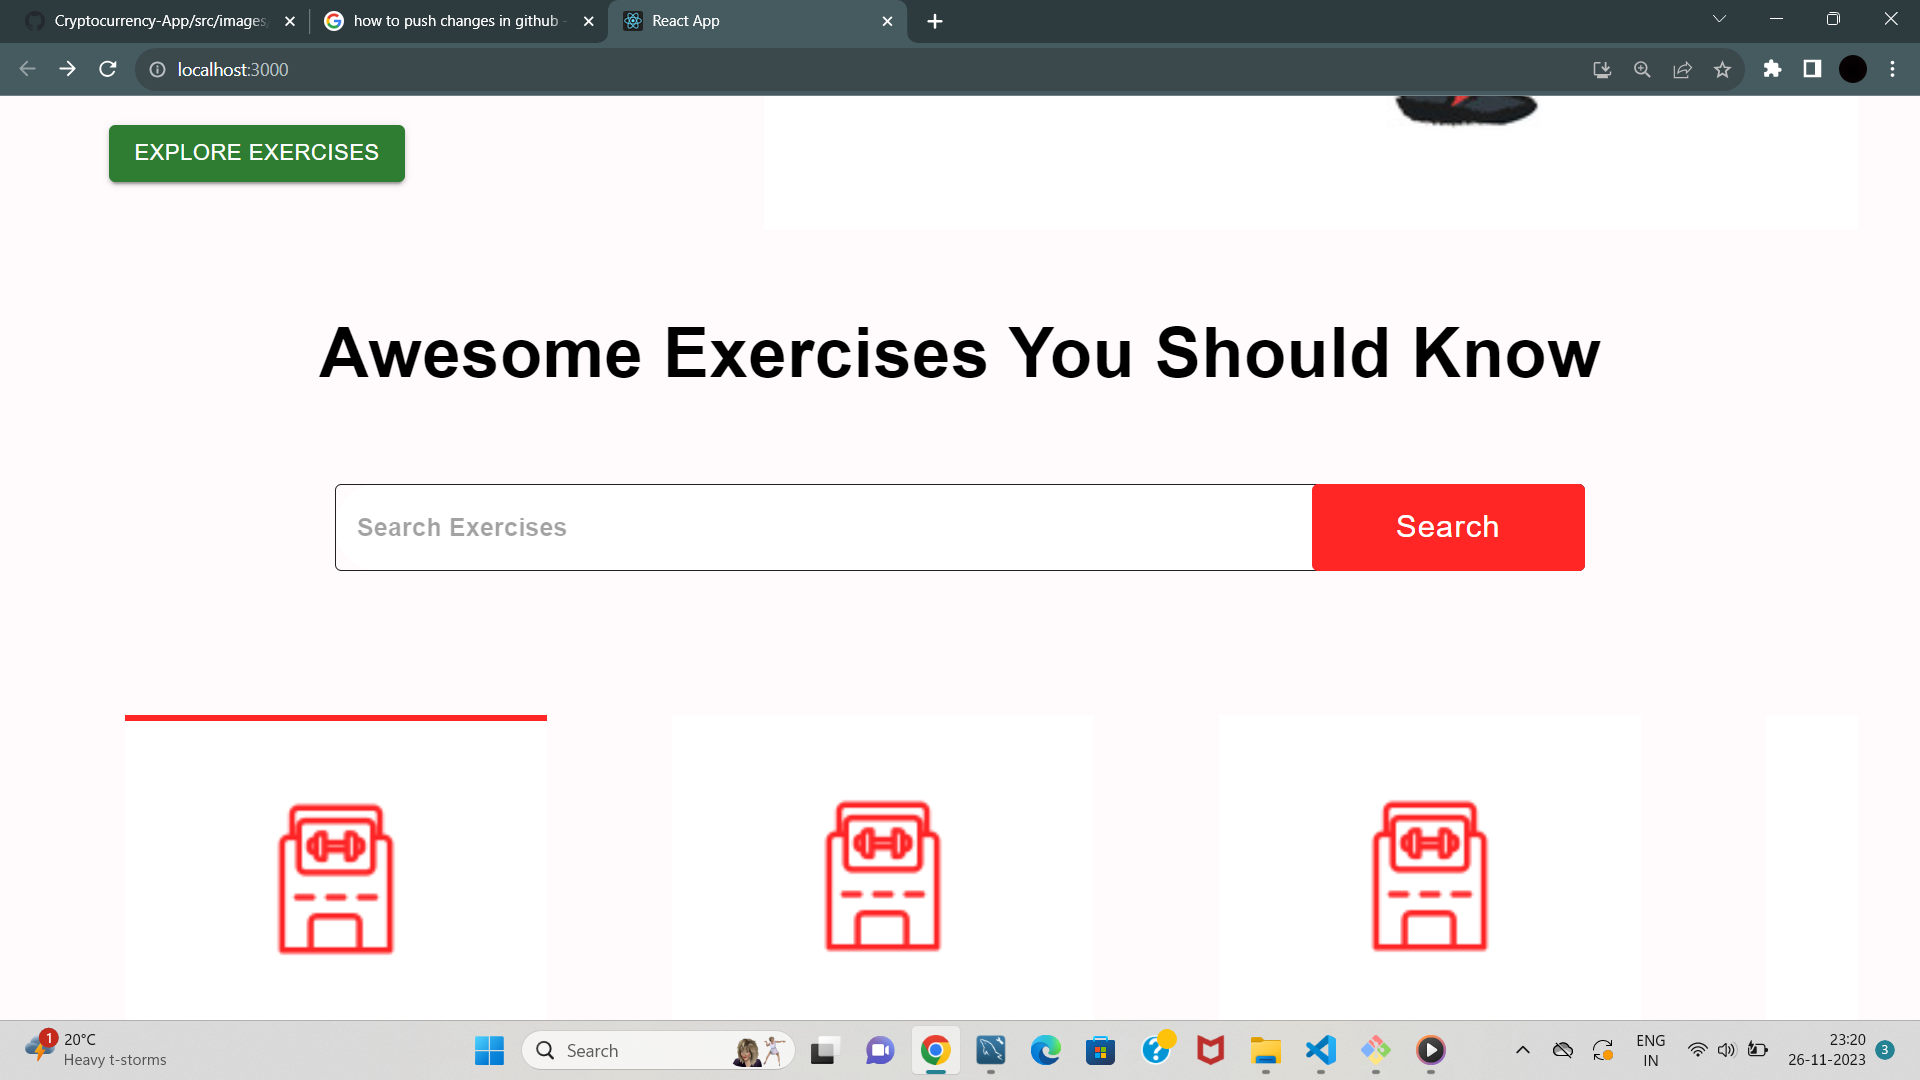 Cryptocurrency-App/src/images
how to push changes in github -
React App
localhost:3000
EXPLORE EXERCISES
Awesome Exercises You Should Know
Search Exercises
Search
1
20°C
Heavy t-storms
Search
ENG
IN
23:20
26-11-2023
3